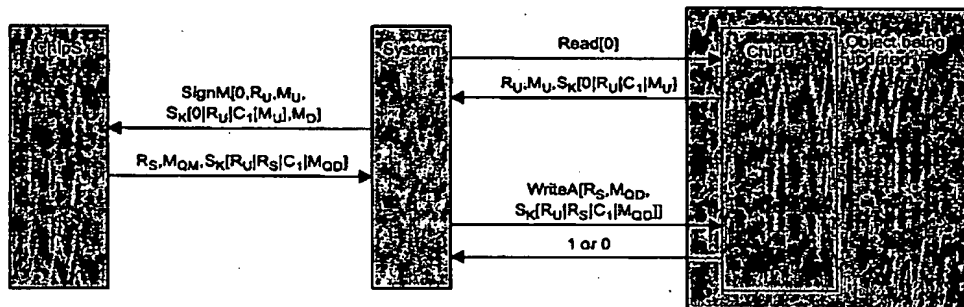 ChipS
System
Read[0]
ChipU
Object being
updated
R_U,M_U,S_K[0|R_U|C_1|M_U]
SignM[0,R_U,M_U,
S_K[0|R_U|C_1|M_U],M_D]
R_S,M_QM,S_K[R_U|R_S|C_1|M_QD]
WriteA[R_S,M_QD,
S_K[R_U|R_S|C_1|M_QD]]
1 or 0